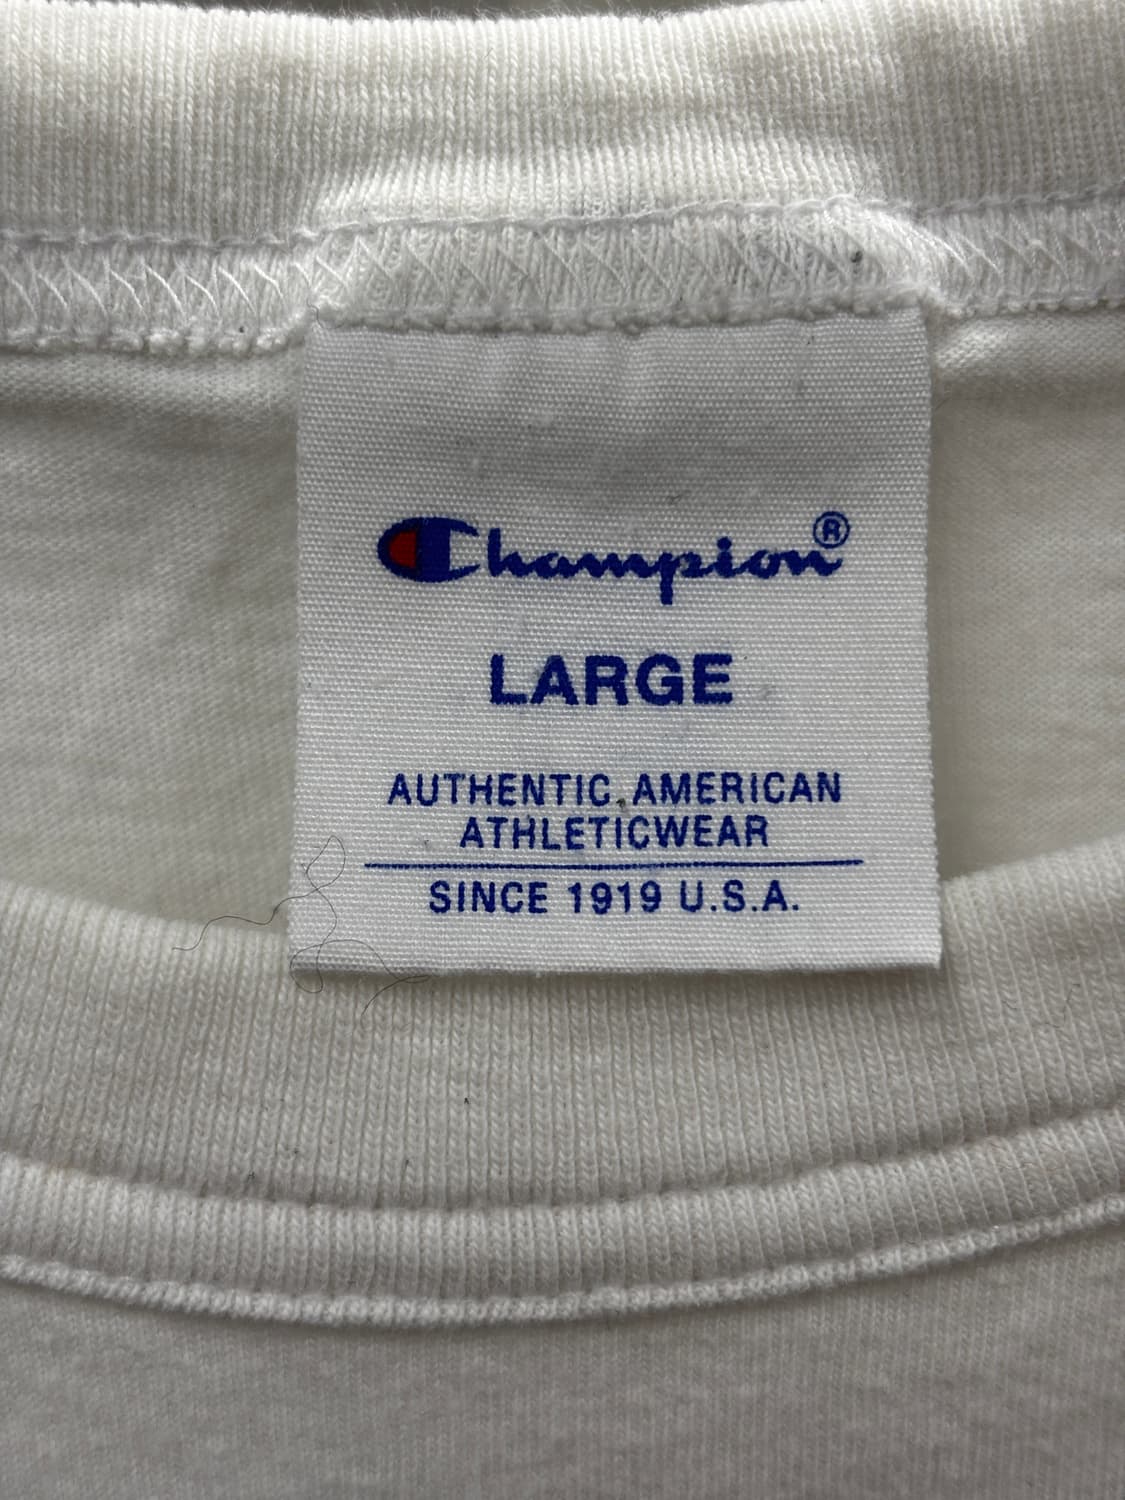 Champion®
LARGE
AUTHENTIC AMERICAN
ATHLETICWEAR
SINCE 1919 U.S.A.